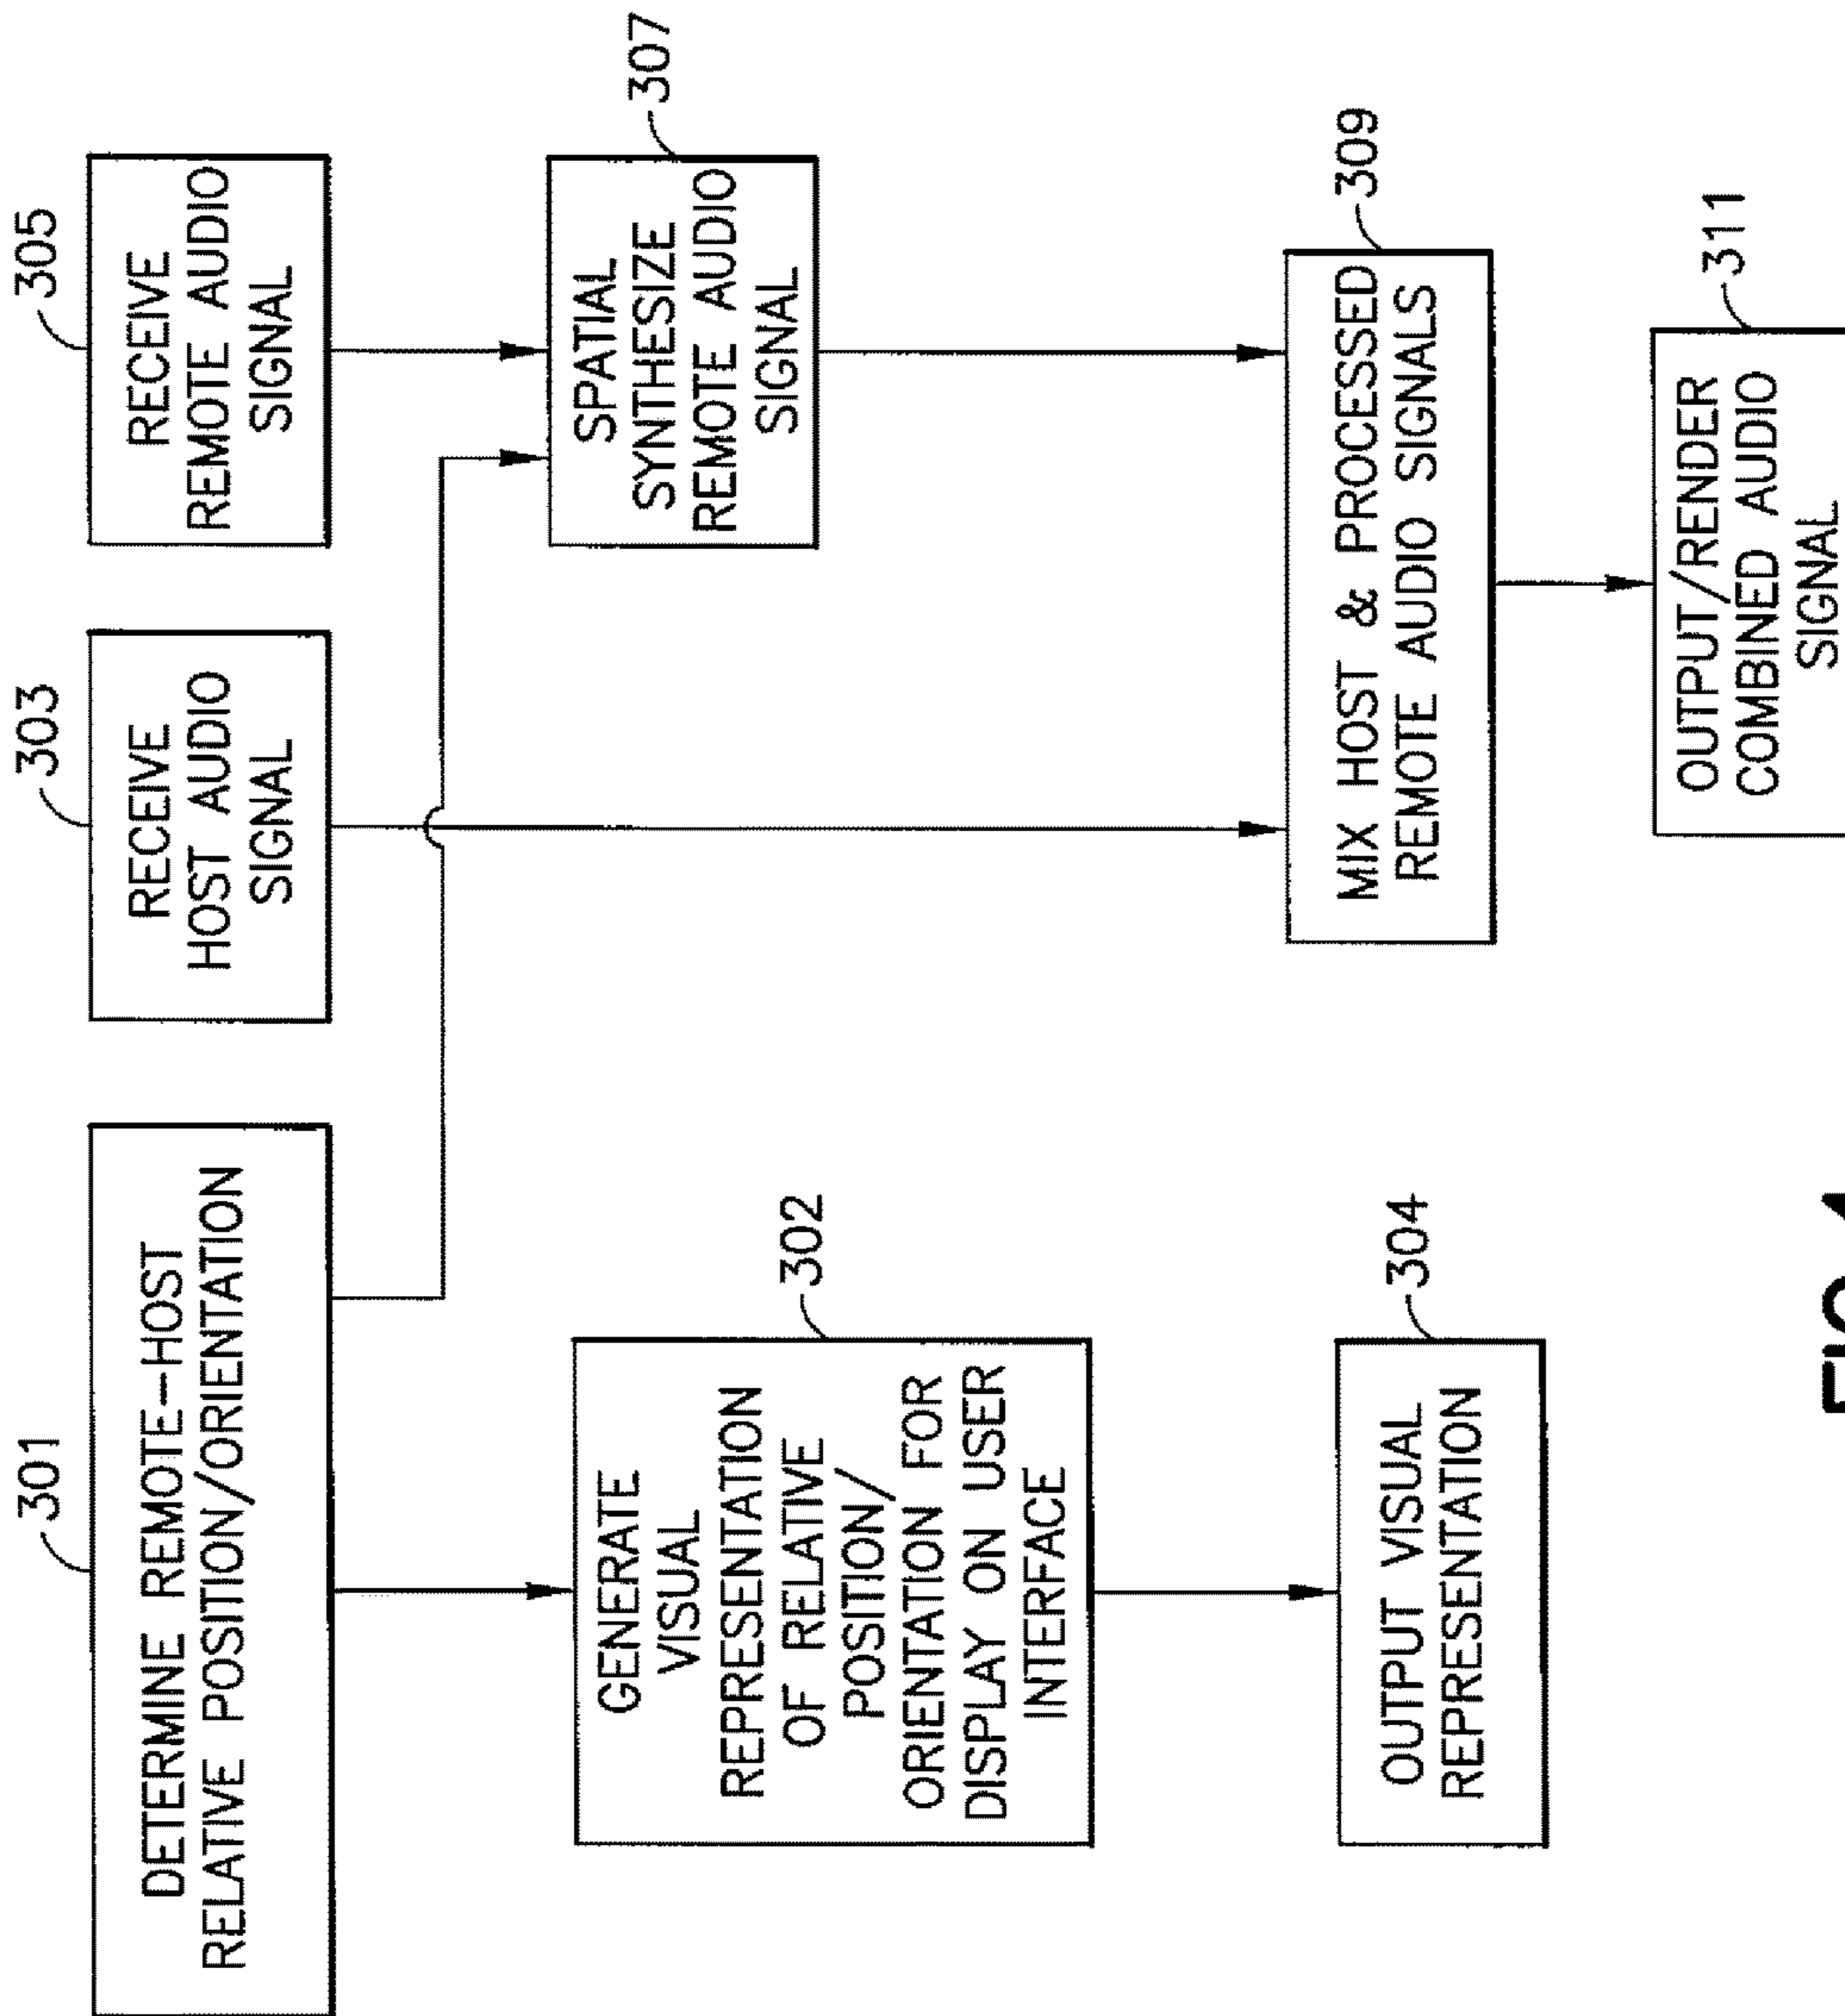 301
DETERMINE REMOTE-HOST
RELATIVE POSITION/ORIENTATION
303
RECEIVE
HOST AUDIO
SIGNAL
305
RECEIVE
REMOTE AUDIO
SIGNAL
302
GENERATE
VISUAL
REPRESENTATION
OF RELATIVE
POSITION/
ORIENTATION FOR
DISPLAY ON USER
INTERFACE
307
SPATIAL
SYNTHESIZE
REMOTE AUDIO
SIGNAL
304
OUTPUT VISUAL
REPRESENTATION
309
MIX HOST & PROCESSED
REMOTE AUDIO SIGNALS
311
OUTPUT/RENDER
COMBINED AUDIO
SIGNAL